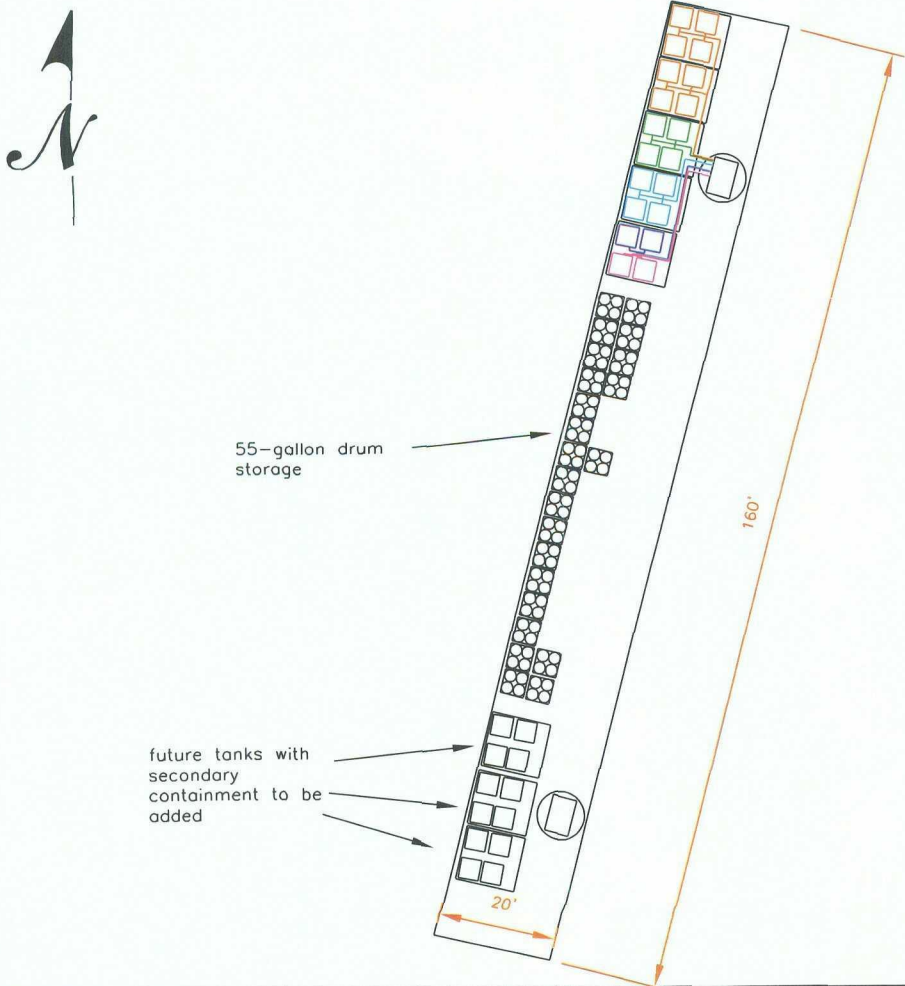 N
160'
55-gallon drum
storage
future tanks with
secondary
containment to be
added
20'